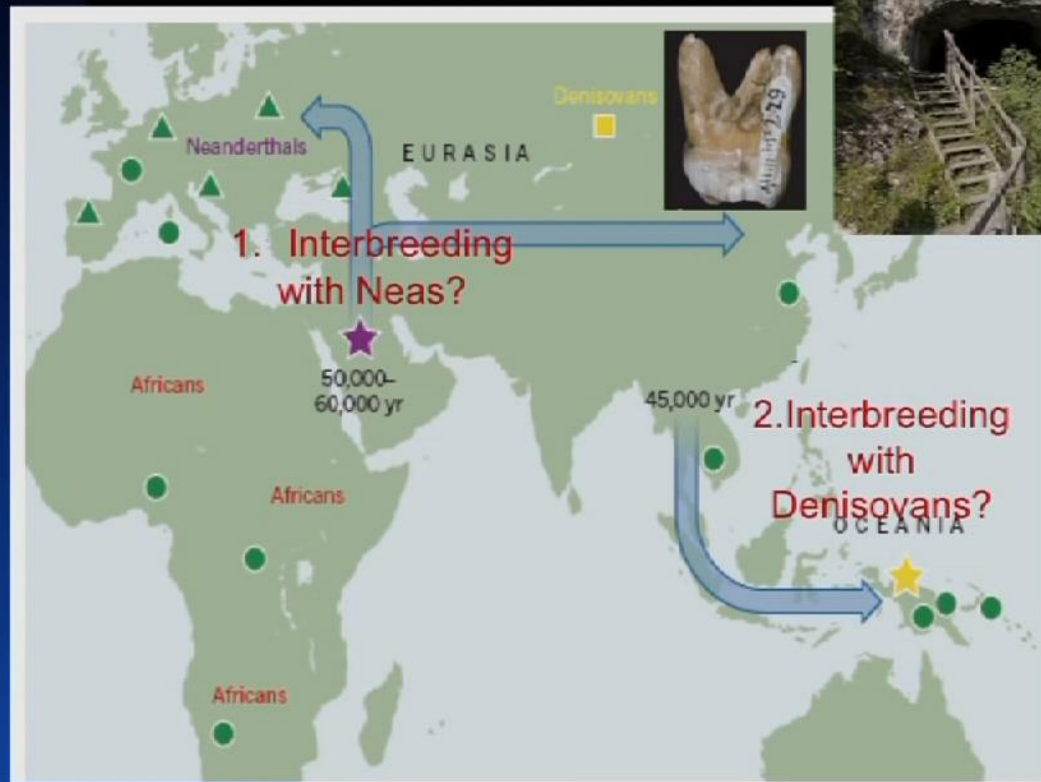 Denisovans
Neanderthals
EURASIA
1. Interbreeding
with Neas?
Africans
50,000–
60,000 yr
45,000 yr
2.Interbreeding
with
Denisovans?
OCEANIA
Africans
Africans